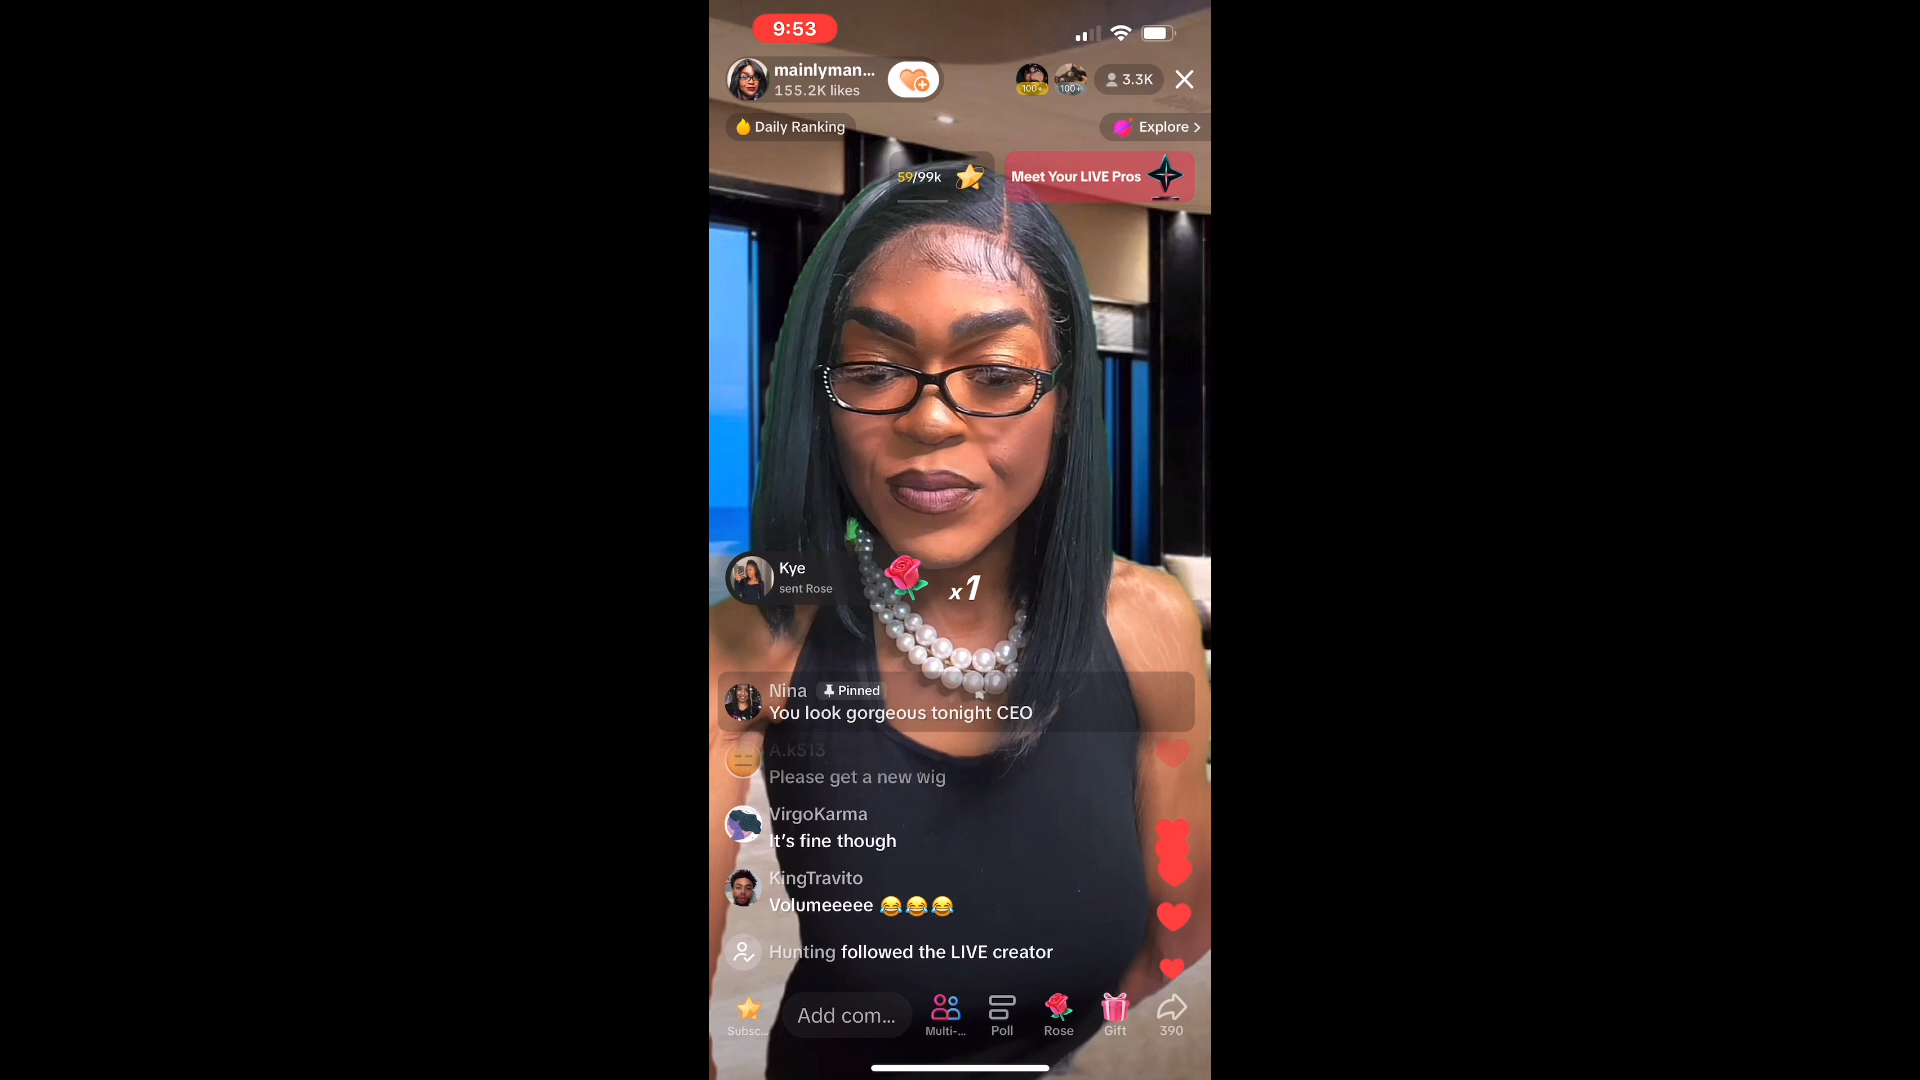 9:53
mainlyman...
155.2K likes
100+
100+
3.3K
Daily Ranking
Explore >
59/99k
Meet Your LIVE Pros
Kye
sent Rose
x1
Nina Pinned
You look gorgeous tonight CEO
A.k513
Please get a new wig
VirgoKarma
It's fine though
KingTravito
Volumeeeee 😂😂😂
Hunting followed the LIVE creator
Add com...
Subsc...
Multi-...
Poll
Rose
Gift
390